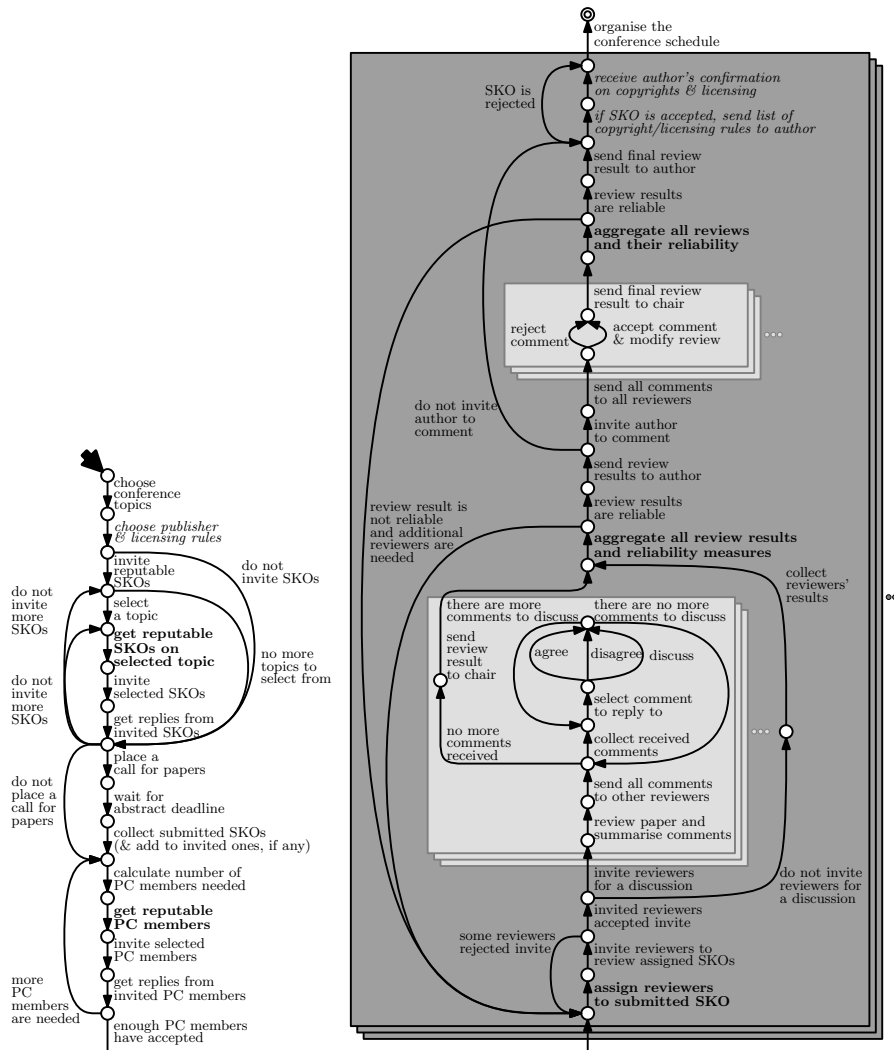 organise the
conference schedule
receive author's confirmation
on copyrights & licensing
SKO is
rejected
if SKO is accepted, send list of
copyright/licensing rules to author
send final review
result to author
review results
are reliable
aggregate all reviews
and their reliability
send final review
result to chair
reject
comment
accept comment
& modify review
send all comments
to all reviewers
do not invite
author to
comment
invite author
to comment
send review
results to author
review results
are reliable
review result is
not reliable
and additional
reviewers are
needed
aggregate all review results
and reliability measures
collect
reviewers'
results
there are more
comments to discuss
there are no more
comments to discuss
send
review
result
to chair
agree
disagree
discuss
select comment
to reply to
no more
comments
received
collect received
comments
send all comments
to other reviewers
review paper and
summarise comments
invite reviewers
for a discussion
do not invite
reviewers for
a discussion
invited reviewers
accepted invite
some reviewers
rejected invite
invite reviewers to
review assigned SKOs
assign reviewers
to submitted SKO
choose
conference
topics
choose publisher
& licensing rules
invite
reputable
SKOs
do not
invite SKOs
do not
invite
more
SKOs
select
a topic
get reputable
SKOs on
selected topic
no more
topics to
select from
do not
invite
more
SKOs
invite
selected SKOs
get replies from
invited SKOs
place a
call for papers
do not
place a
call for
papers
wait for
abstract deadline
collect submitted SKOs
(& add to invited ones, if any)
calculate number of
PC members needed
get reputable
PC members
invite selected
PC members
more
PC
members
are needed
get replies from
invited PC members
enough PC members
have accepted